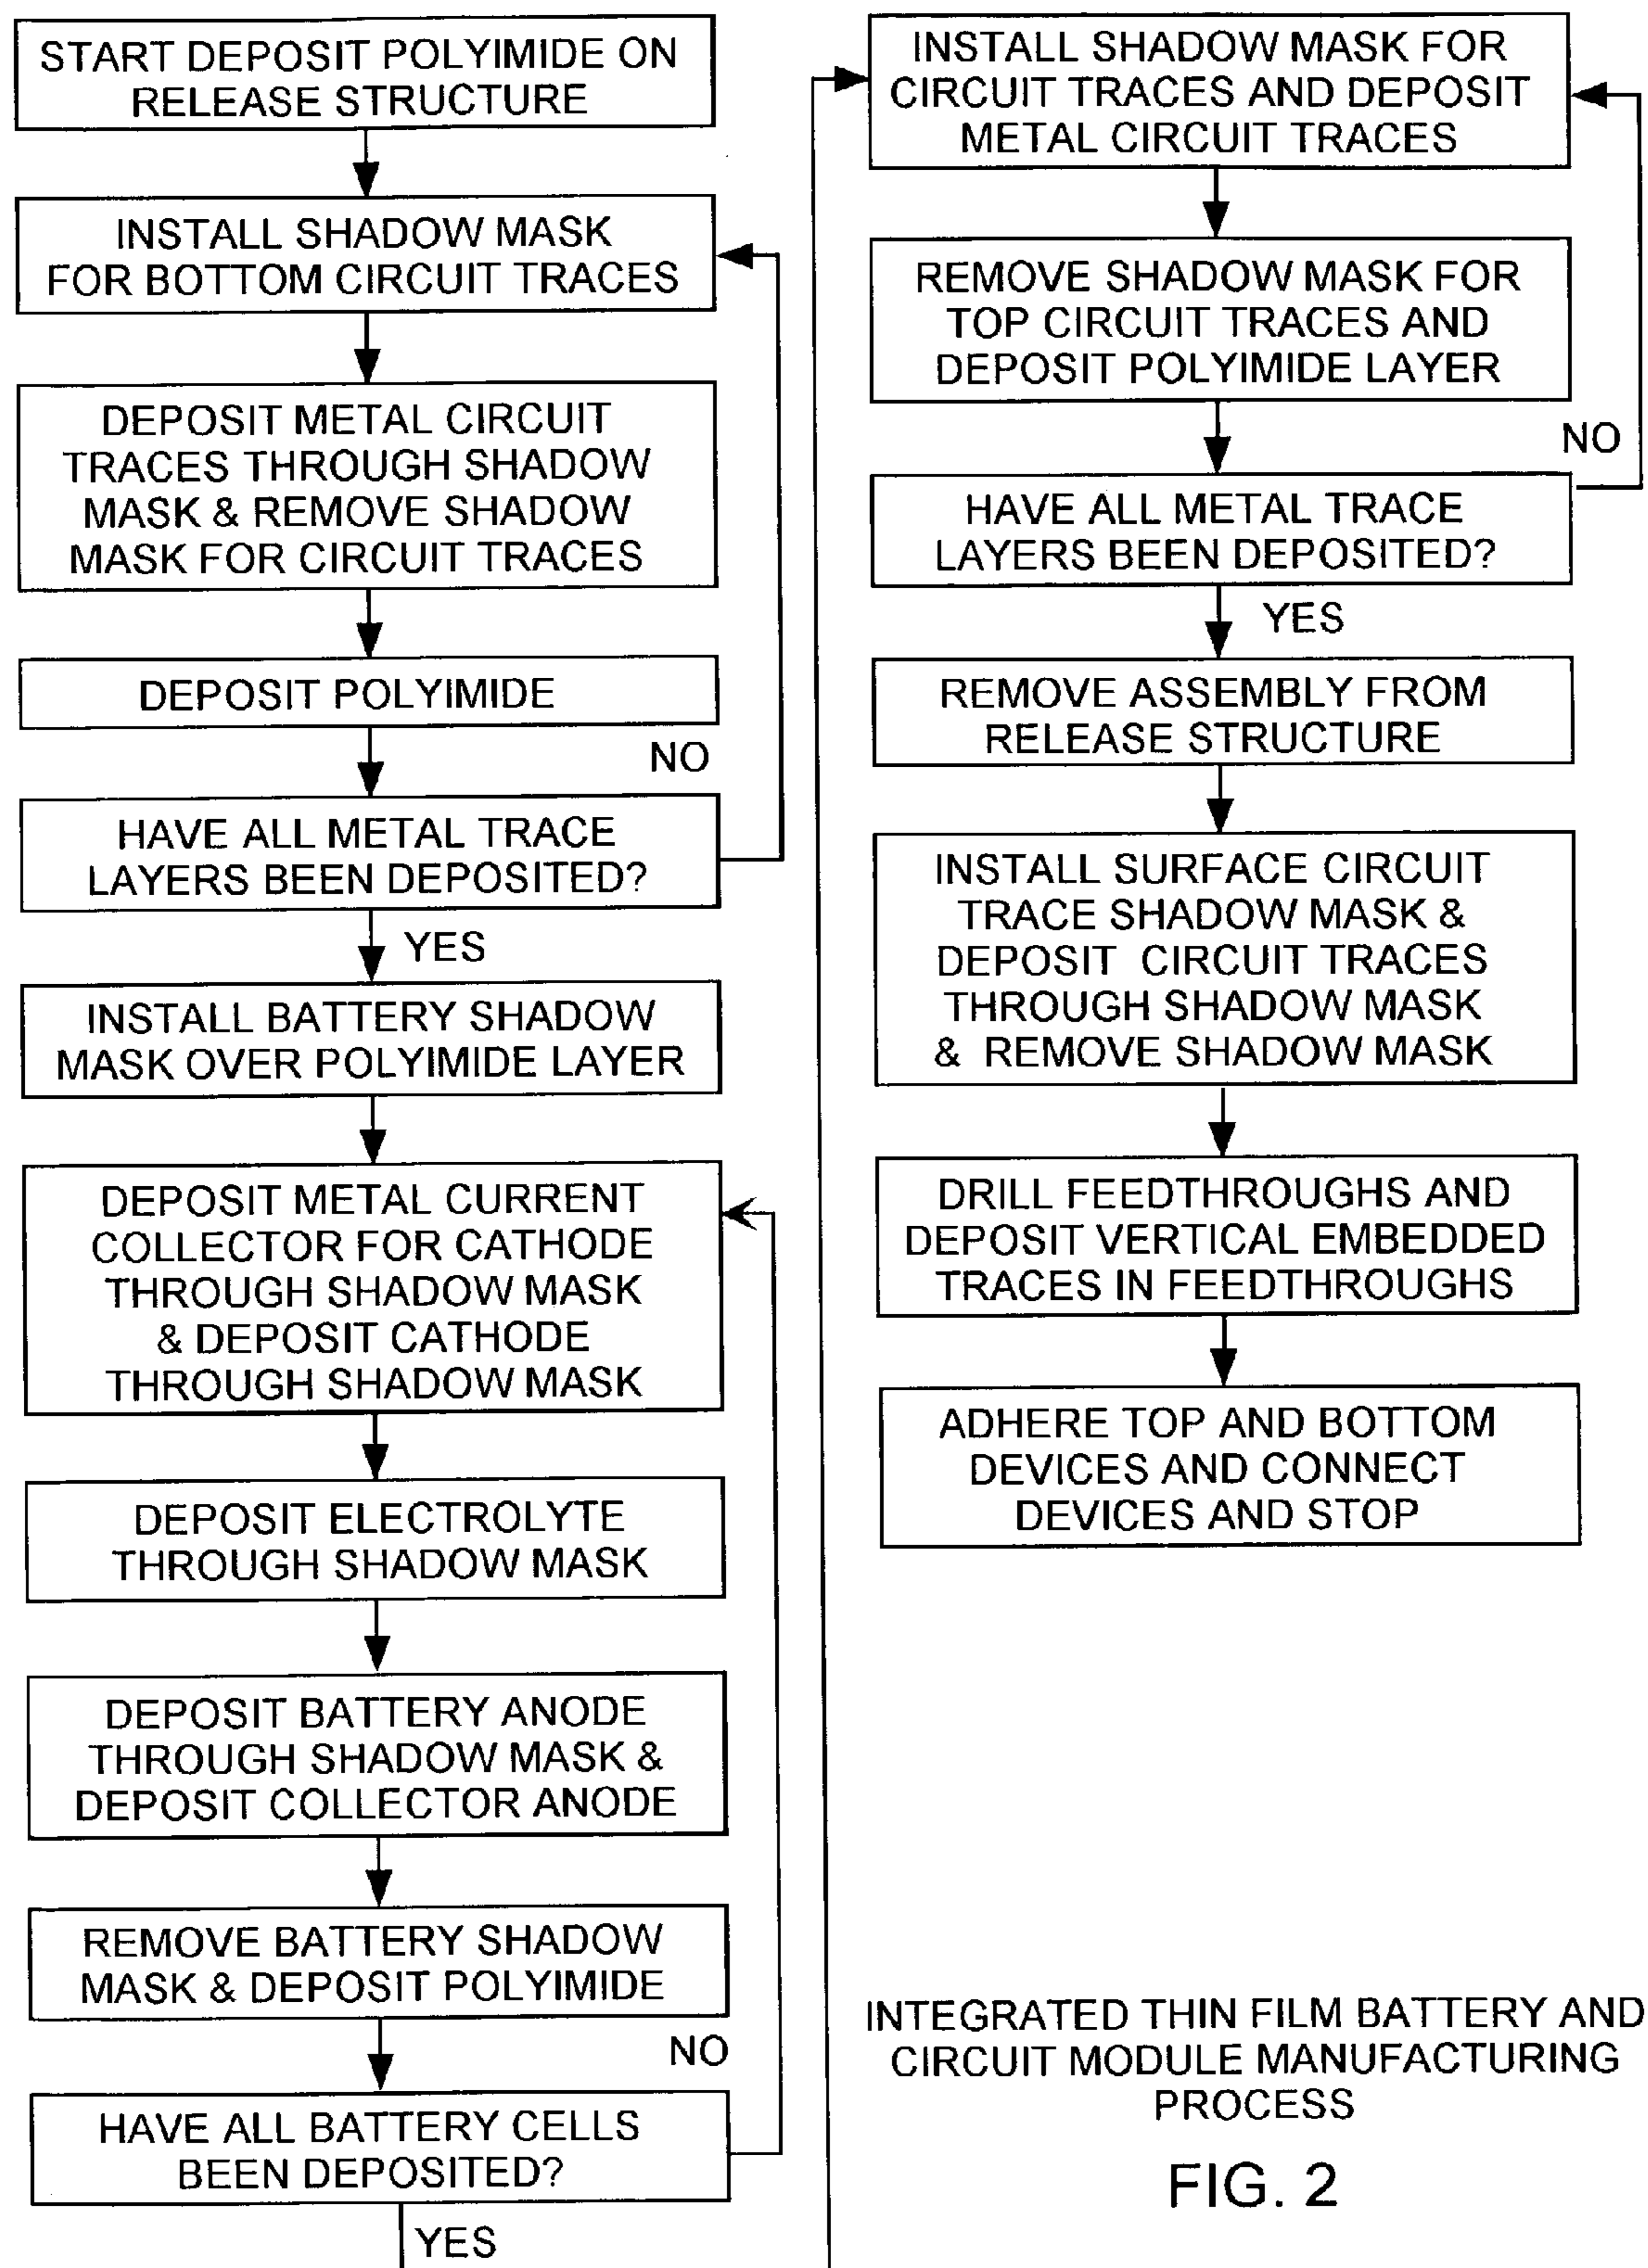 START DEPOSIT POLYIMIDE ON
RELEASE STRUCTURE
INSTALL SHADOW MASK
FOR BOTTOM CIRCUIT TRACES
DEPOSIT METAL CIRCUIT
TRACES THROUGH SHADOW
MASK & REMOVE SHADOW
MASK FOR CIRCUIT TRACES
DEPOSIT POLYIMIDE
NO
HAVE ALL METAL TRACE
LAYERS BEEN DEPOSITED?
YES
INSTALL BATTERY SHADOW
MASK OVER POLYIMIDE LAYER
DEPOSIT METAL CURRENT
COLLECTOR FOR CATHODE
THROUGH SHADOW MASK
& DEPOSIT CATHODE
THROUGH SHADOW MASK
DEPOSIT ELECTROLYTE
THROUGH SHADOW MASK
DEPOSIT BATTERY ANODE
THROUGH SHADOW MASK &
DEPOSIT COLLECTOR ANODE
REMOVE BATTERY SHADOW
MASK & DEPOSIT POLYIMIDE
NO
HAVE ALL BATTERY CELLS
BEEN DEPOSITED?
YES
INSTALL SHADOW MASK FOR
CIRCUIT TRACES AND DEPOSIT
METAL CIRCUIT TRACES
REMOVE SHADOW MASK FOR
TOP CIRCUIT TRACES AND
DEPOSIT POLYIMIDE LAYER
NO
HAVE ALL METAL TRACE
LAYERS BEEN DEPOSITED?
YES
REMOVE ASSEMBLY FROM
RELEASE STRUCTURE
INSTALL SURFACE CIRCUIT
TRACE SHADOW MASK &
DEPOSIT CIRCUIT TRACES
THROUGH SHADOW MASK
& REMOVE SHADOW MASK
DRILL FEEDTHROUGHS AND
DEPOSIT VERTICAL EMBEDDED
TRACES IN FEEDTHROUGHS
ADHERE TOP AND BOTTOM
DEVICES AND CONNECT
DEVICES AND STOP
INTEGRATED THIN FILM BATTERY AND
CIRCUIT MODULE MANUFACTURING
PROCESS
FIG. 2